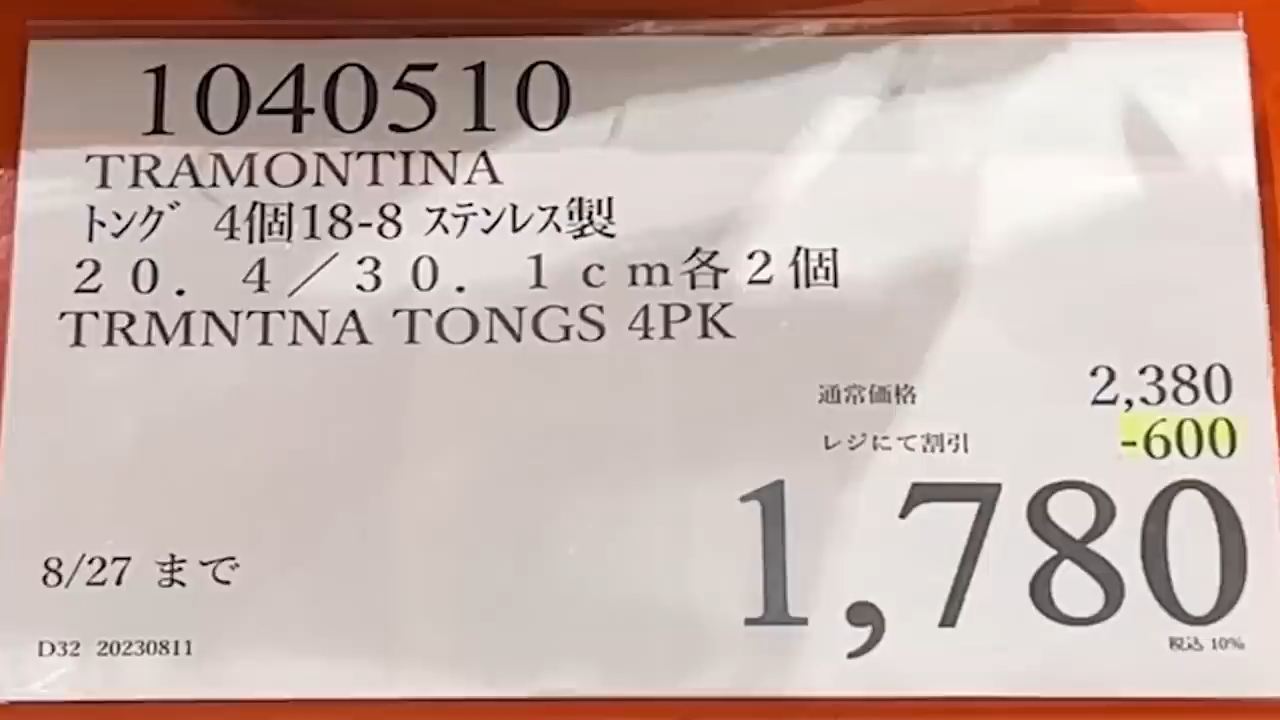 1040510
TRAMONTINA
ﾄﾝｸﾞ 4個18-8 ｽﾃﾝﾚｽ製
２０．４／３０．１ｃｍ各２個
TRMNTNA TONGS 4PK
通常価格 2,380
レジにて割引 -600
1,780
税込 10%
8/27 まで
D32 20230811